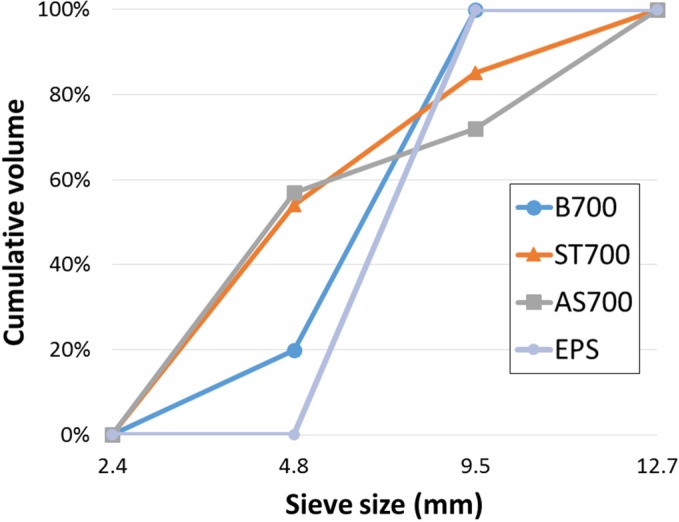 100%
80%
60%
40%
20%
0%
Cumulative volume
B700
ST700
AS700
EPS
2.4 4.8 9.5 12.7
Sieve size (mm)